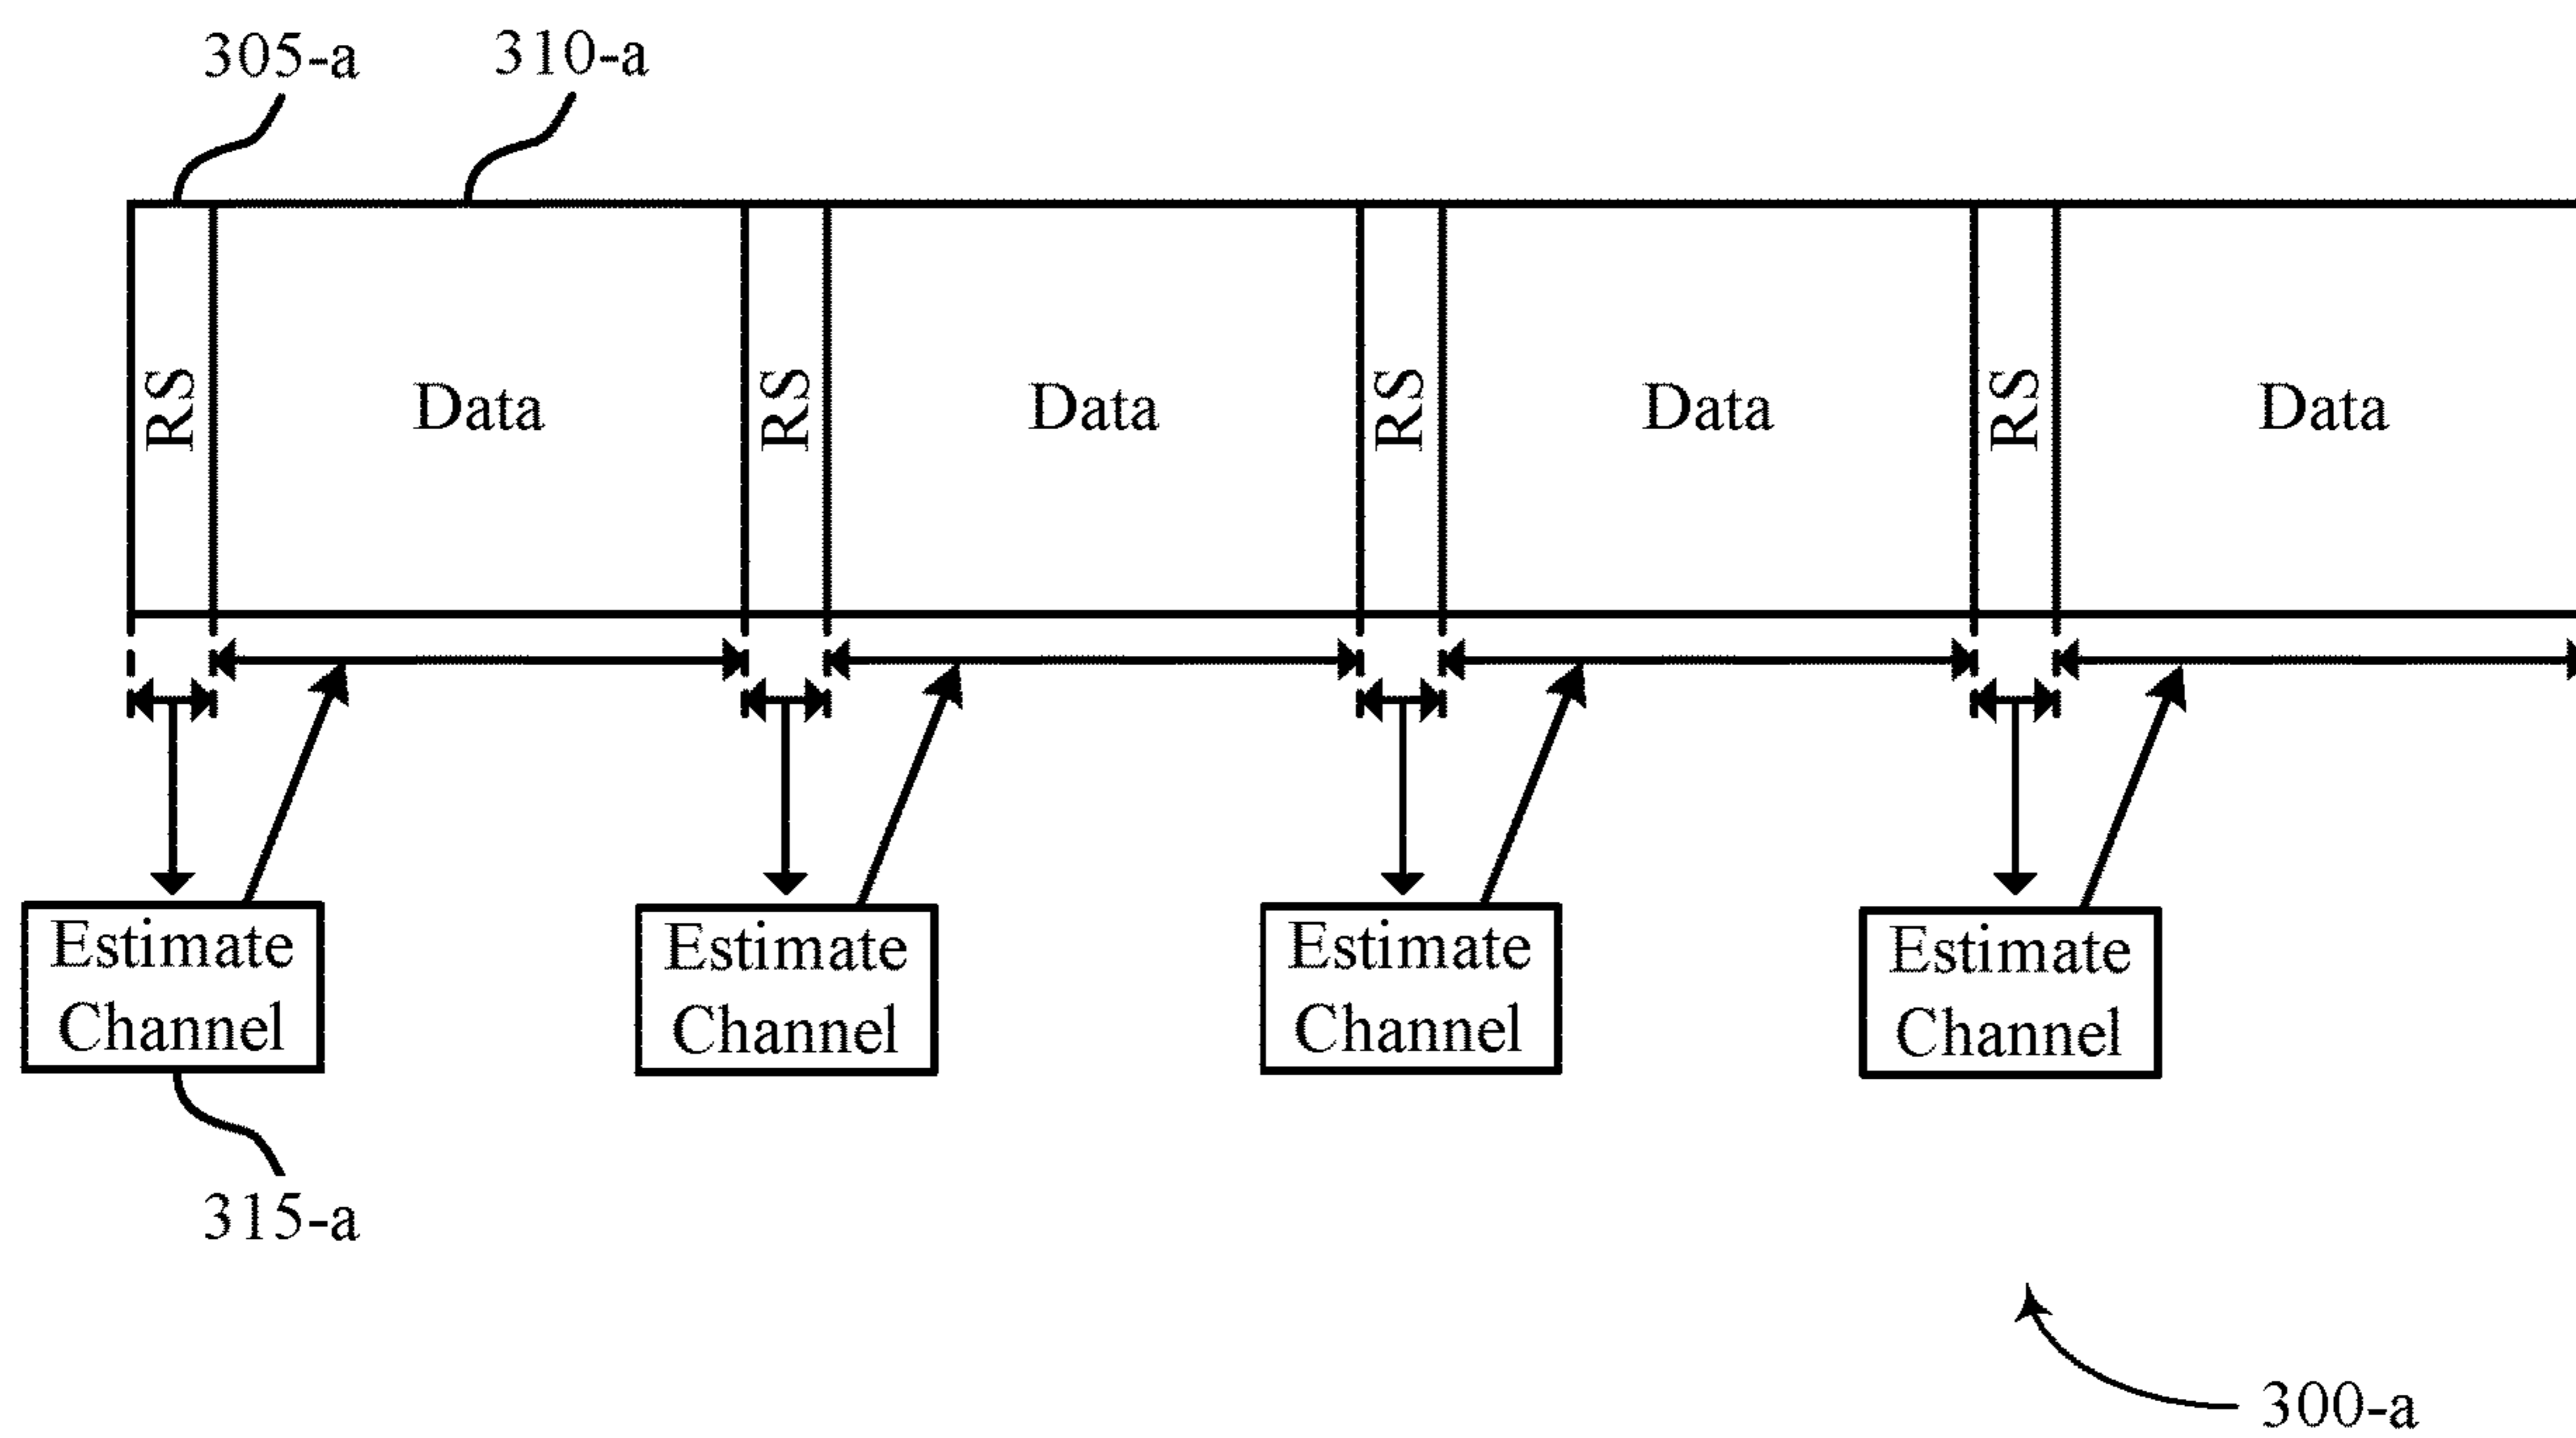 305-a
310-a
RS
Data
RS
Data
RS
Data
RS
Data
Estimate
Channel
Estimate
Channel
Estimate
Channel
Estimate
Channel
315-a
300-a